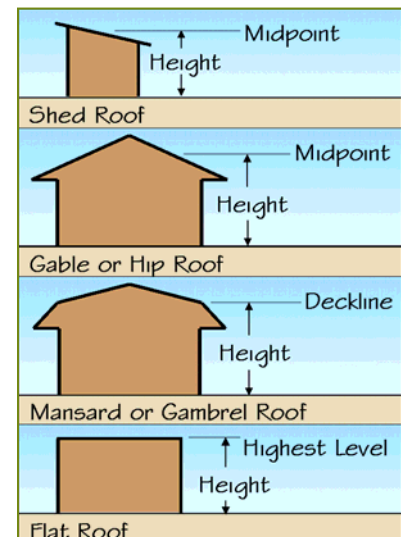 Midpoint
Height
Shed Roof
Midpoint
Height
Gable or Hip Roof
Deckline
Height
Mansard or Gambrel Roof
Highest Level
Height
Flat Roof